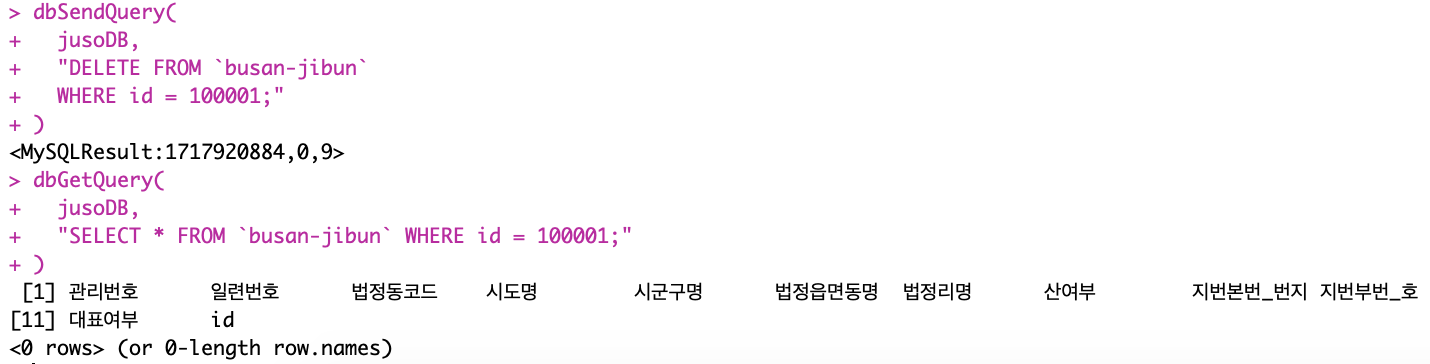 > dbSendQuery(
+   jusoDB,
+   "DELETE FROM `busan-jibun`
+   WHERE id = 100001;"
+ )
<MySQLResult:1717920884,0,9>
> dbGetQuery(
+   jusoDB,
+   "SELECT * FROM `busan-jibun` WHERE id = 100001;"
+ )
[1] 관리번호 일련번호 법정동코드 시도명 시군구명 법정읍면동명 법정리명 산여부 지번본번_번지 지번부번_호
[11] 대표여부 id
<0 rows> (or 0-length row.names)